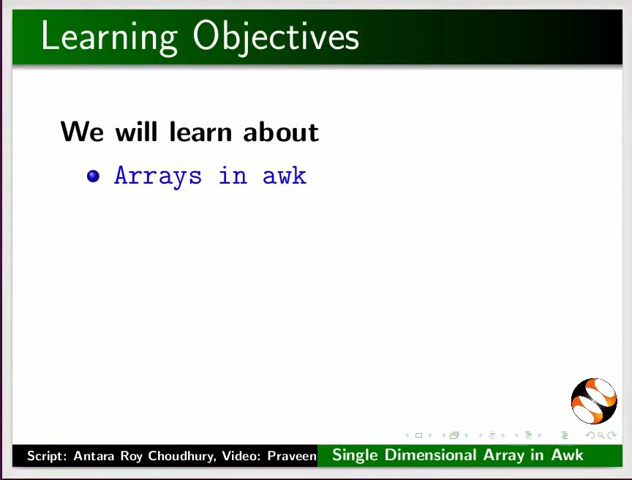 Learning Objectives
We will learn about
Arrays in awk
Script: Antara Roy Choudhury, Video: Praveen
Single Dimensional Array in Awk